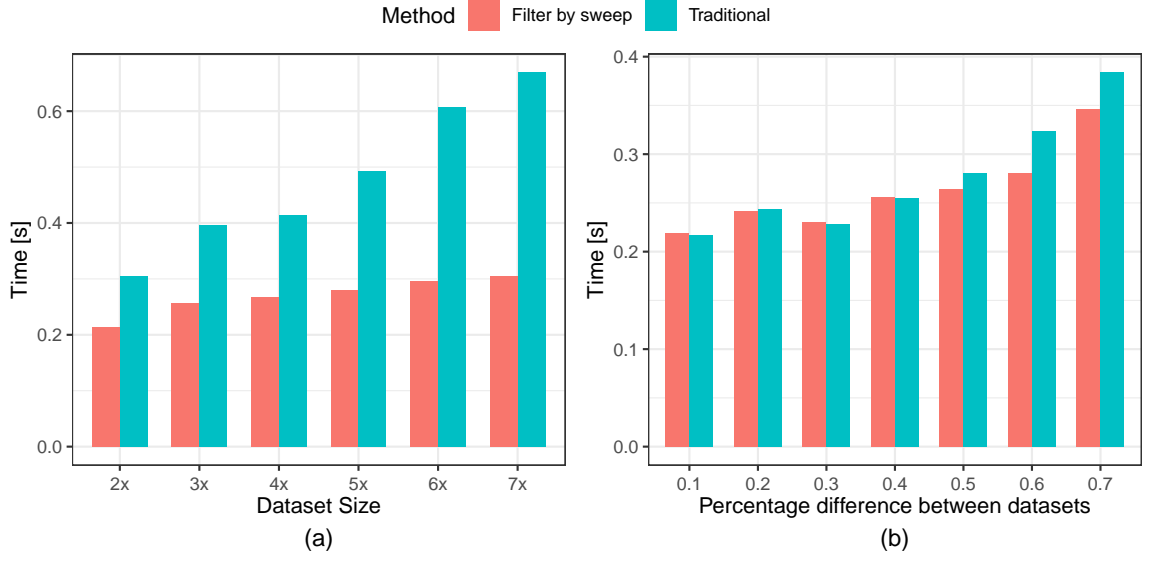 Method Filter by sweep Traditional
Time [s]
0.6
0.4
0.2
0.0
2x 3x 4x 5x 6x 7x
Dataset Size
(a)
Time [s]
0.4
0.3
0.2
0.1
0.0
0.1 0.2 0.3 0.4 0.5 0.6 0.7
Percentage difference between datasets
(b)